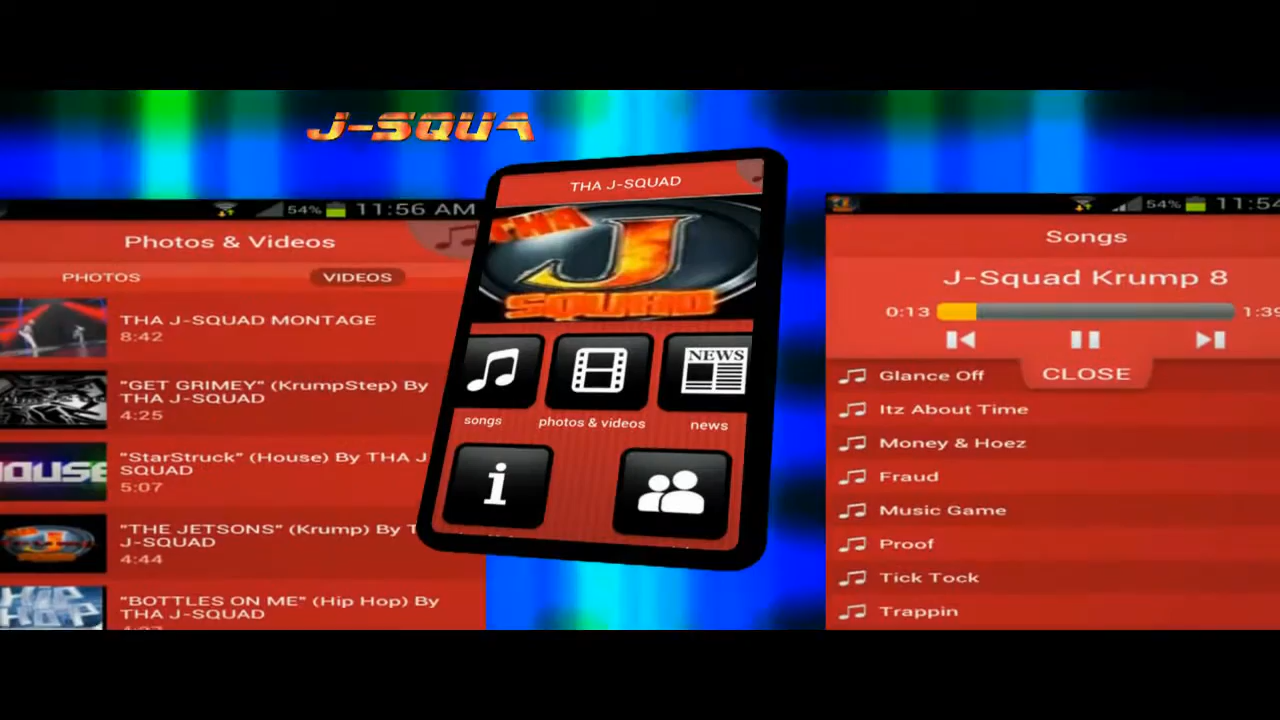 J-SQUA
54% 11:56 AM
Photos & Videos
PHOTOS VIDEOS
THA J-SQUAD MONTAGE
8:42
"GET GRIMEY" (KrumpStep) By
THA J-SQUAD
4:25
HOUSE
"StarStruck" (House) By THA J
SQUAD
5:07
"THE JETSONS" (Krump) By T
J-SQUAD
4:44
HIP
HOP
"BOTTLES ON ME" (Hip Hop) By
THA J-SQUAD
THA J-SQUAD
THA
J
SQUAD
NEWS
songs
photos & videos
news
i
54% 11:54
Songs
J-Squad Krump 8
0:13 1:39
CLOSE
Glance Off
Itz About Time
Money & Hoez
Fraud
Music Game
Proof
Tick Tock
Trappin